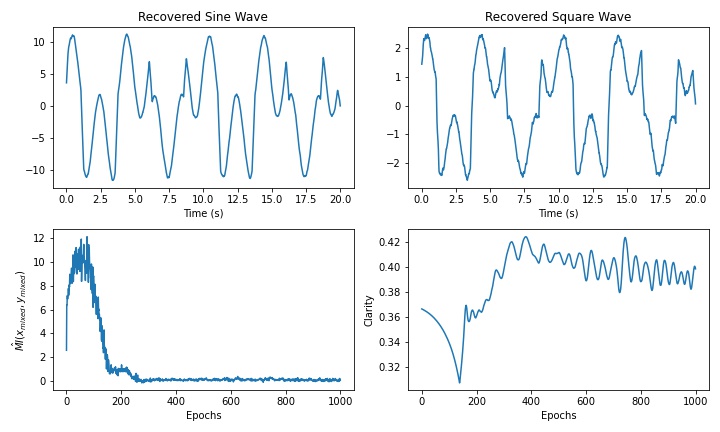 Recovered Sine Wave
10
5
0
−5
−10
0.0 2.5 5.0 7.5 10.0 12.5 15.0 17.5 20.0
Time (s)
Recovered Square Wave
2
1
0
−1
−2
0.0 2.5 5.0 7.5 10.0 12.5 15.0 17.5 20.0
Time (s)
M̂I(x_mixed, y_mixed)
12
10
8
6
4
2
0
0 200 400 600 800 1000
Epochs
Clarity
0.42
0.40
0.38
0.36
0.34
0.32
0 200 400 600 800 1000
Epochs